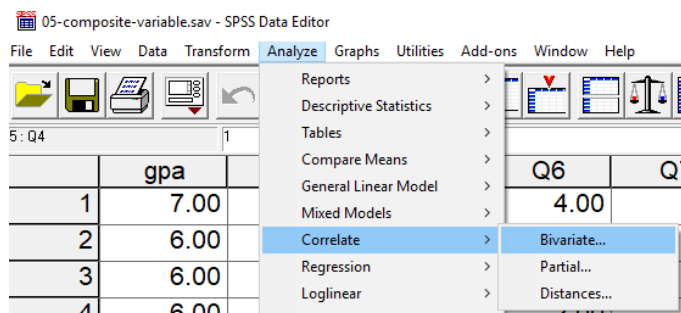 05-composite-variable.sav - SPSS Data Editor
File Edit View Data Transform Analyze Graphs Utilities Add-ons Window Help
5 : Q4 1
Reports
Descriptive Statistics
Tables
Compare Means
General Linear Model
Mixed Models
Correlate
Regression
Loglinear
Bivariate...
Partial...
Distances...
gpa Q6
1 7.00 4.00
2 6.00
3 6.00
4 6.00